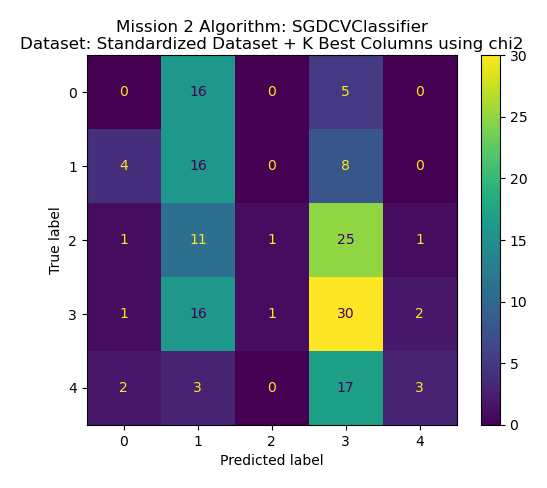 Mission 2 Algorithm: SGDCVClassifier
Dataset: Standardized Dataset + K Best Columns using chi2
30
0 0 16 0 5 0
25
1 4 16 0 8 0
20
True label
15
2 1 11 1 25 1
3 1 16 1 30 2
10
5
4 2 3 0 17 3
0
0 1 2 3 4
Predicted label